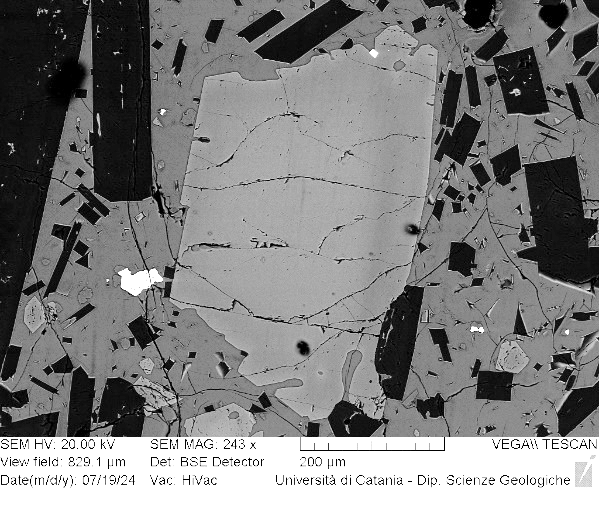 SEM HV: 20.00 kV SEM MAG: 243 x VEGA\\ TESCAN
View field: 829.1 µm Det: BSE Detector 200 µm
Date(m/d/y): 07/19/24 Vac: HiVac Università di Catania - Dip. Scienze Geologiche